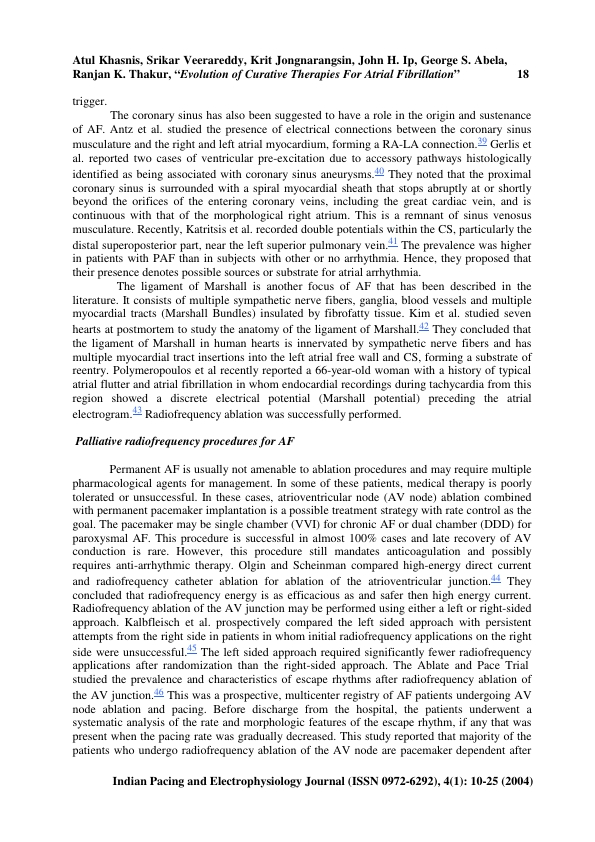 Atul Khasnis, Srikar Veerareddy, Krit Jongnarangsin, John H. Ip, George S. Abela,
Ranjan K. Thakur, “Evolution of Curative Therapies For Atrial Fibrillation” 18
trigger.
The coronary sinus has also been suggested to have a role in the origin and sustenance
of AF. Antz et al. studied the presence of electrical connections between the coronary sinus
musculature and the right and left atrial myocardium, forming a RA-LA connection.39 Gerlis et
al. reported two cases of ventricular pre-excitation due to accessory pathways histologically
identified as being associated with coronary sinus aneurysms.40 They noted that the proximal
coronary sinus is surrounded with a spiral myocardial sheath that stops abruptly at or shortly
beyond the orifices of the entering coronary veins, including the great cardiac vein, and is
continuous with that of the morphological right atrium. This is a remnant of sinus venosus
musculature. Recently, Katritsis et al. recorded double potentials within the CS, particularly the
distal superoposterior part, near the left superior pulmonary vein.41 The prevalence was higher
in patients with PAF than in subjects with other or no arrhythmia. Hence, they proposed that
their presence denotes possible sources or substrate for atrial arrhythmia.
The ligament of Marshall is another focus of AF that has been described in the
literature. It consists of multiple sympathetic nerve fibers, ganglia, blood vessels and multiple
myocardial tracts (Marshall Bundles) insulated by fibrofatty tissue. Kim et al. studied seven
hearts at postmortem to study the anatomy of the ligament of Marshall.42 They concluded that
the ligament of Marshall in human hearts is innervated by sympathetic nerve fibers and has
multiple myocardial tract insertions into the left atrial free wall and CS, forming a substrate of
reentry. Polymeropoulos et al recently reported a 66-year-old woman with a history of typical
atrial flutter and atrial fibrillation in whom endocardial recordings during tachycardia from this
region showed a discrete electrical potential (Marshall potential) preceding the atrial
electrogram.43 Radiofrequency ablation was successfully performed.
Palliative radiofrequency procedures for AF
Permanent AF is usually not amenable to ablation procedures and may require multiple
pharmacological agents for management. In some of these patients, medical therapy is poorly
tolerated or unsuccessful. In these cases, atrioventricular node (AV node) ablation combined
with permanent pacemaker implantation is a possible treatment strategy with rate control as the
goal. The pacemaker may be single chamber (VVI) for chronic AF or dual chamber (DDD) for
paroxysmal AF. This procedure is successful in almost 100% cases and late recovery of AV
conduction is rare. However, this procedure still mandates anticoagulation and possibly
requires anti-arrhythmic therapy. Olgin and Scheinman compared high-energy direct current
and radiofrequency catheter ablation for ablation of the atrioventricular junction.44 They
concluded that radiofrequency energy is as efficacious as and safer then high energy current.
Radiofrequency ablation of the AV junction may be performed using either a left or right-sided
approach. Kalbfleisch et al. prospectively compared the left sided approach with persistent
attempts from the right side in patients in whom initial radiofrequency applications on the right
side were unsuccessful.45 The left sided approach required significantly fewer radiofrequency
applications after randomization than the right-sided approach. The Ablate and Pace Trial
studied the prevalence and characteristics of escape rhythms after radiofrequency ablation of
the AV junction.46 This was a prospective, multicenter registry of AF patients undergoing AV
node ablation and pacing. Before discharge from the hospital, the patients underwent a
systematic analysis of the rate and morphologic features of the escape rhythm, if any that was
present when the pacing rate was gradually decreased. This study reported that majority of the
patients who undergo radiofrequency ablation of the AV node are pacemaker dependent after
Indian Pacing and Electrophysiology Journal (ISSN 0972-6292), 4(1): 10-25 (2004)